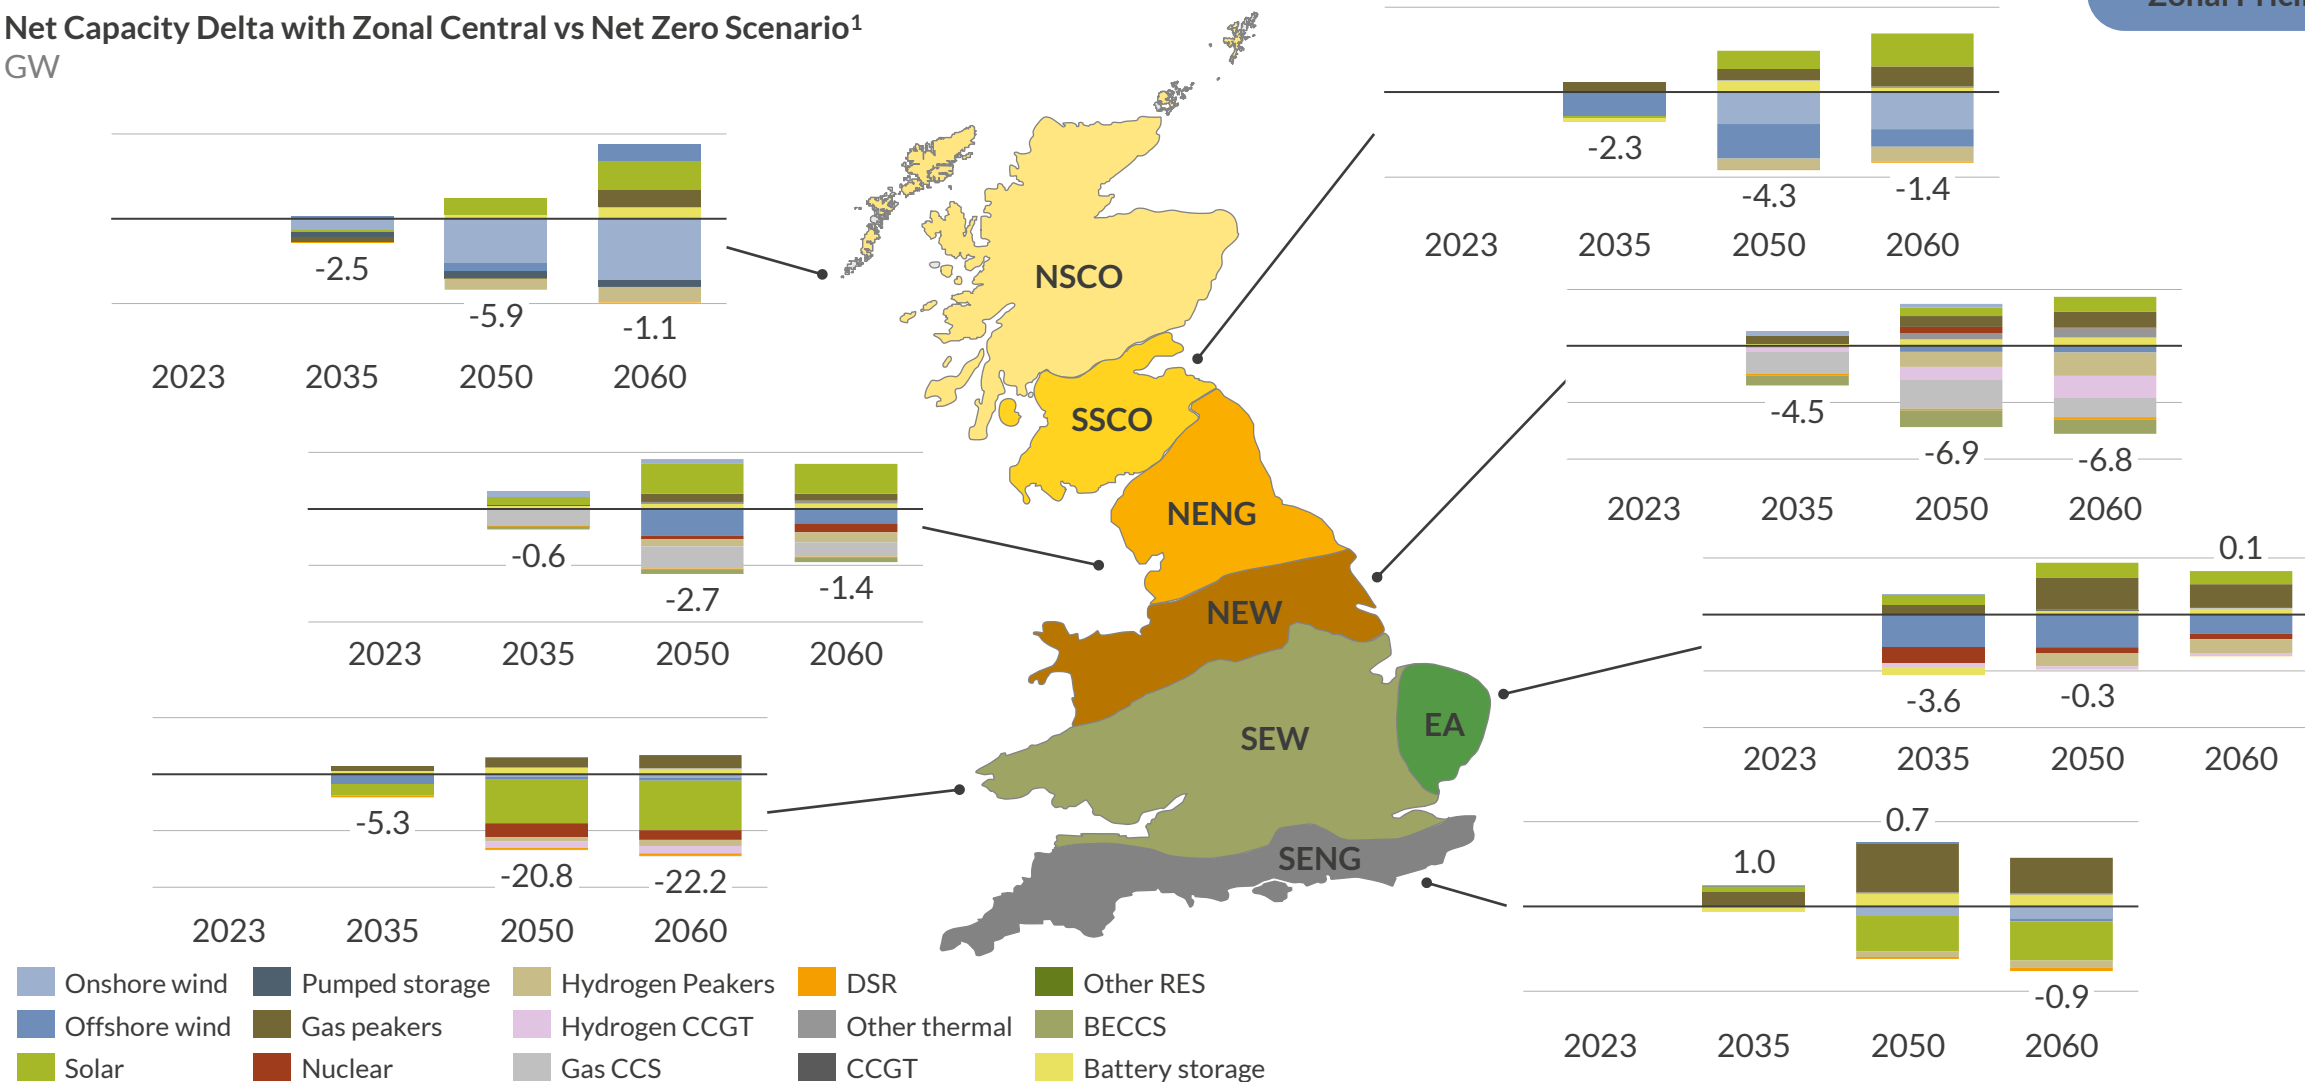 Net Capacity Delta with Zonal Central vs Net Zero Scenario¹
GW
-2.5
-5.9
-1.1
2023 2035 2050 2060
-2.3
-4.3
-1.4
2023 2035 2050 2060
-0.6
-2.7
-1.4
2023 2035 2050 2060
-4.5
-6.9
-6.8
2023 2035 2050 2060
-5.3
-20.8
-22.2
2023 2035 2050 2060
0.1
-3.6
-0.3
2023 2035 2050 2060
0.7
1.0
-0.9
2023 2035 2050 2060
NSCO
SSCO
NENG
NEW
SEW
EA
SENG
Onshore wind Pumped storage Hydrogen Peakers DSR Other RES
Offshore wind Gas peakers Hydrogen CCGT Other thermal BECCS
Solar Nuclear Gas CCS CCGT Battery storage